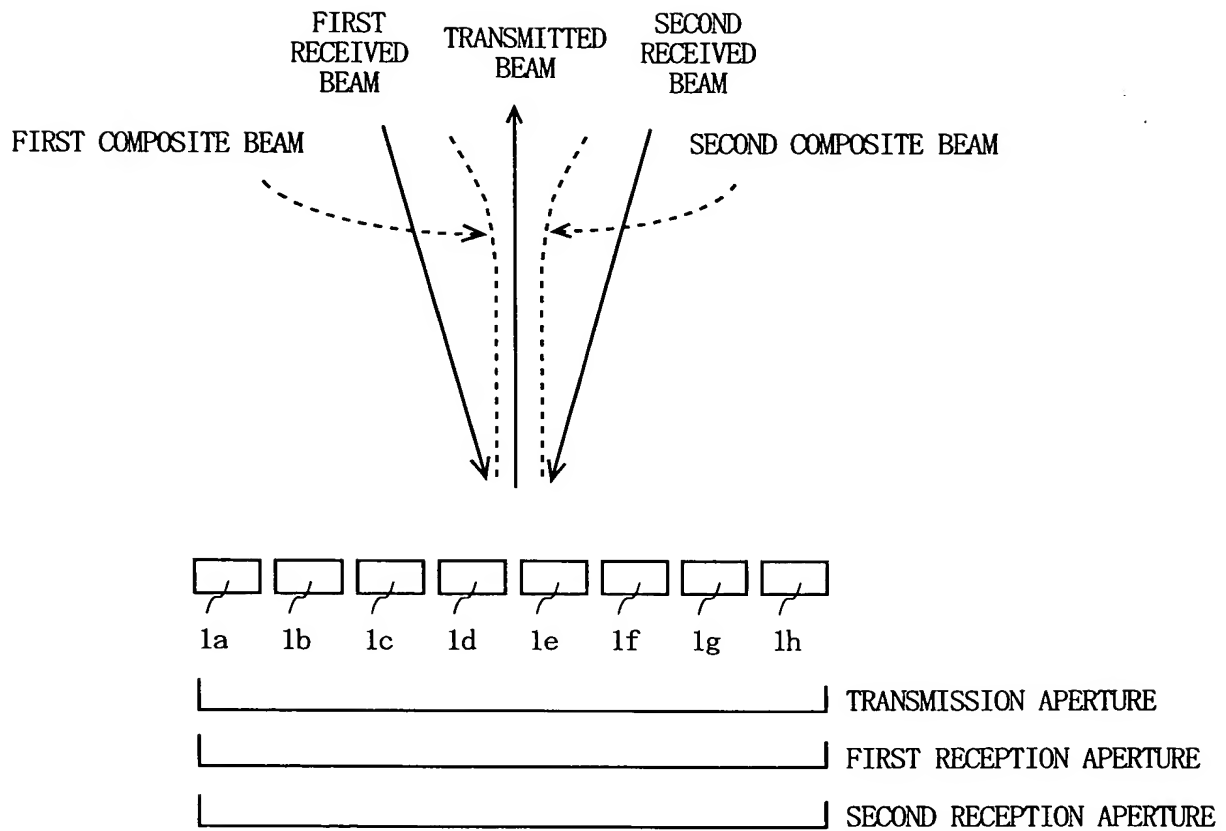 FIRST
RECEIVED
BEAM
TRANSMITTED
BEAM
SECOND
RECEIVED
BEAM
FIRST COMPOSITE BEAM
SECOND COMPOSITE BEAM
1a 1b 1c 1d 1e 1f 1g 1h
TRANSMISSION APERTURE
FIRST RECEPTION APERTURE
SECOND RECEPTION APERTURE